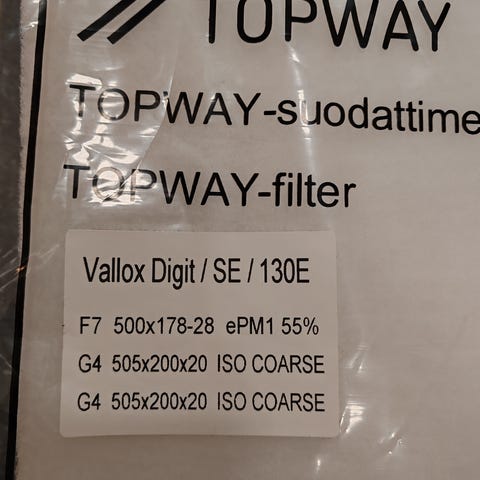 TOPWAY
TOPWAY-suodattime
TOPWAY-filter
Vallox Digit / SE / 130E
F7 500x178-28 ePM1 55%
G4 505x200x20 ISO COARSE
G4 505x200x20 ISO COARSE